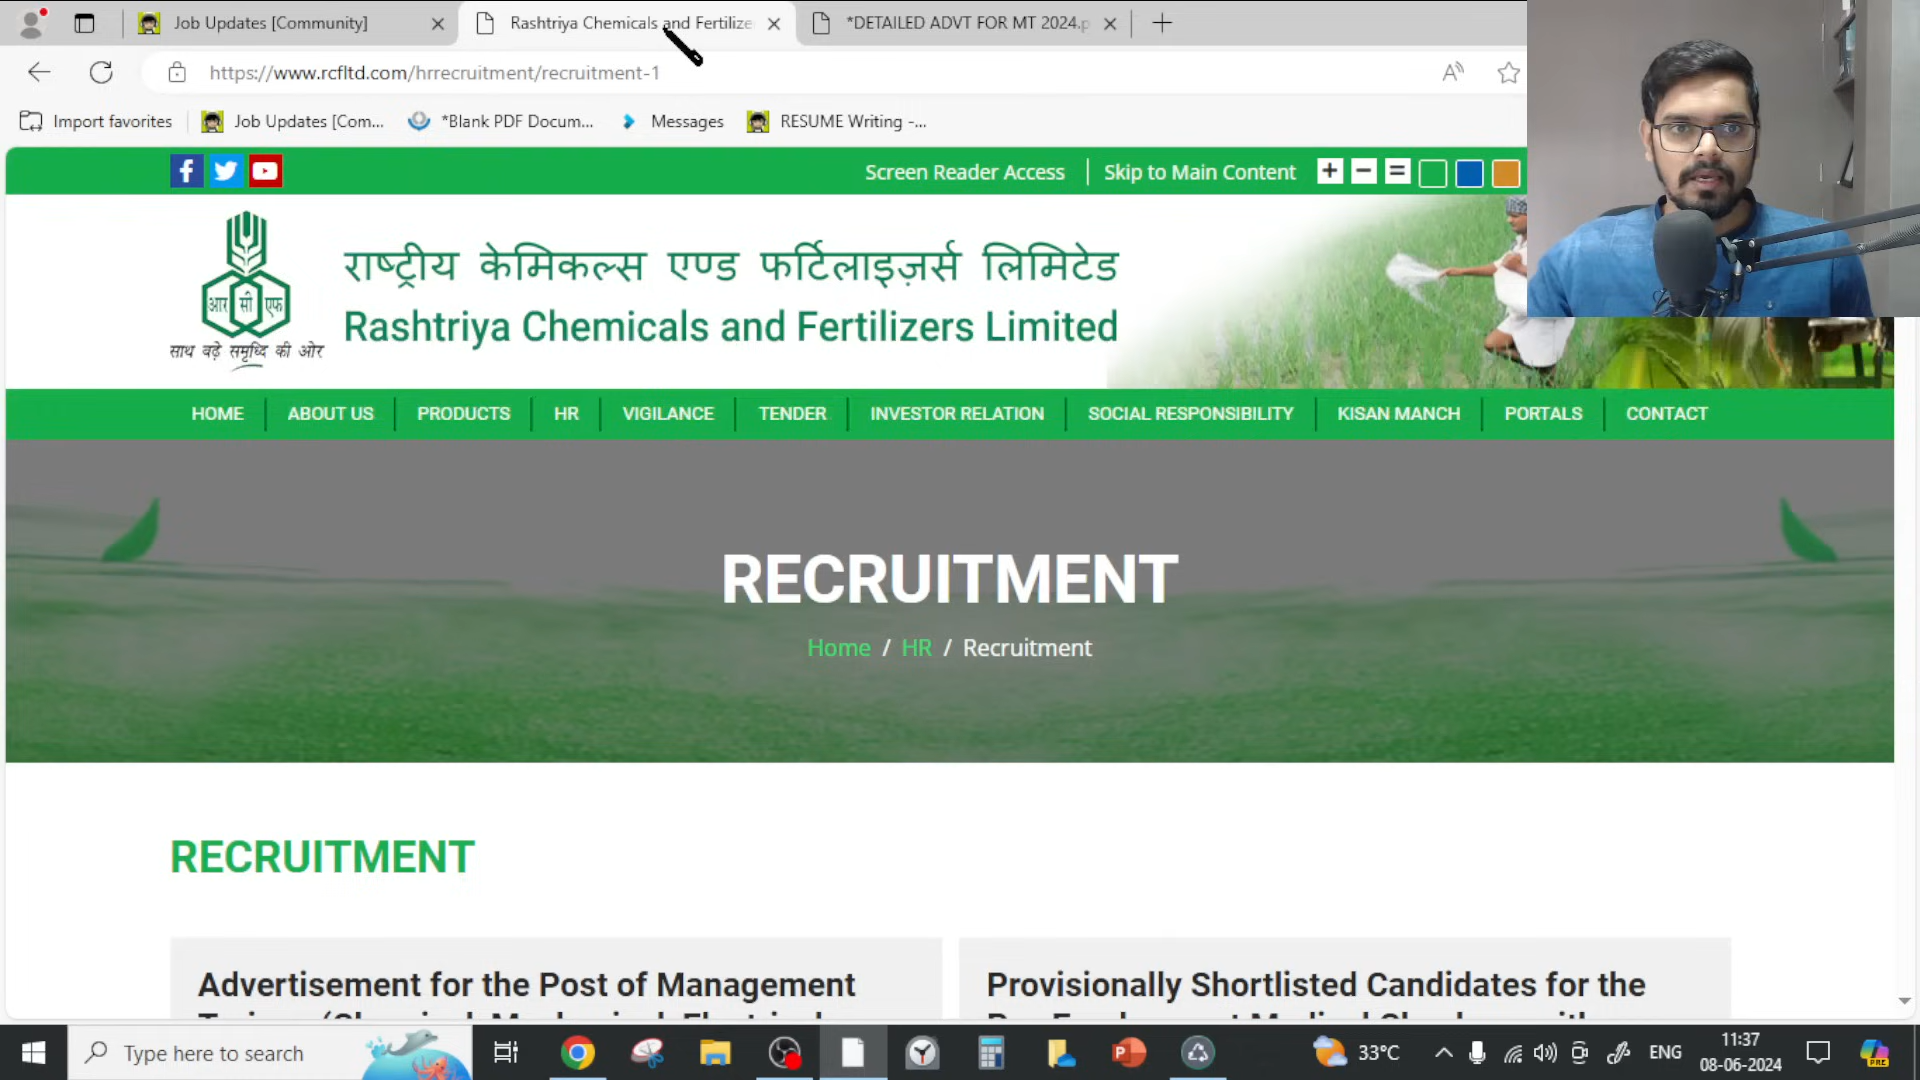 Job Updates [Community]
Rashtriya Chemicals and Fertilize
*DETAILED ADVT FOR MT 2024.p
https://www.rcfltd.com/hrrecruitment/recruitment-1
Import favorites
Job Updates [Com...
*Blank PDF Docum...
Messages
RESUME Writing -...
Screen Reader Access
Skip to Main Content
+ − =
आर सी एफ
साथ बढ़े समृध्दि की ओर
राष्ट्रीय केमिकल्स एण्ड फर्टिलाइज़र्स लिमिटेड
Rashtriya Chemicals and Fertilizers Limited
HOME ABOUT US PRODUCTS HR VIGILANCE TENDER INVESTOR RELATION SOCIAL RESPONSIBILITY KISAN MANCH PORTALS CONTACT
RECRUITMENT
Home / HR / Recruitment
RECRUITMENT
Advertisement for the Post of Management
Provisionally Shortlisted Candidates for the
Type here to search
33°C
ENG
11:37
08-06-2024
PRE